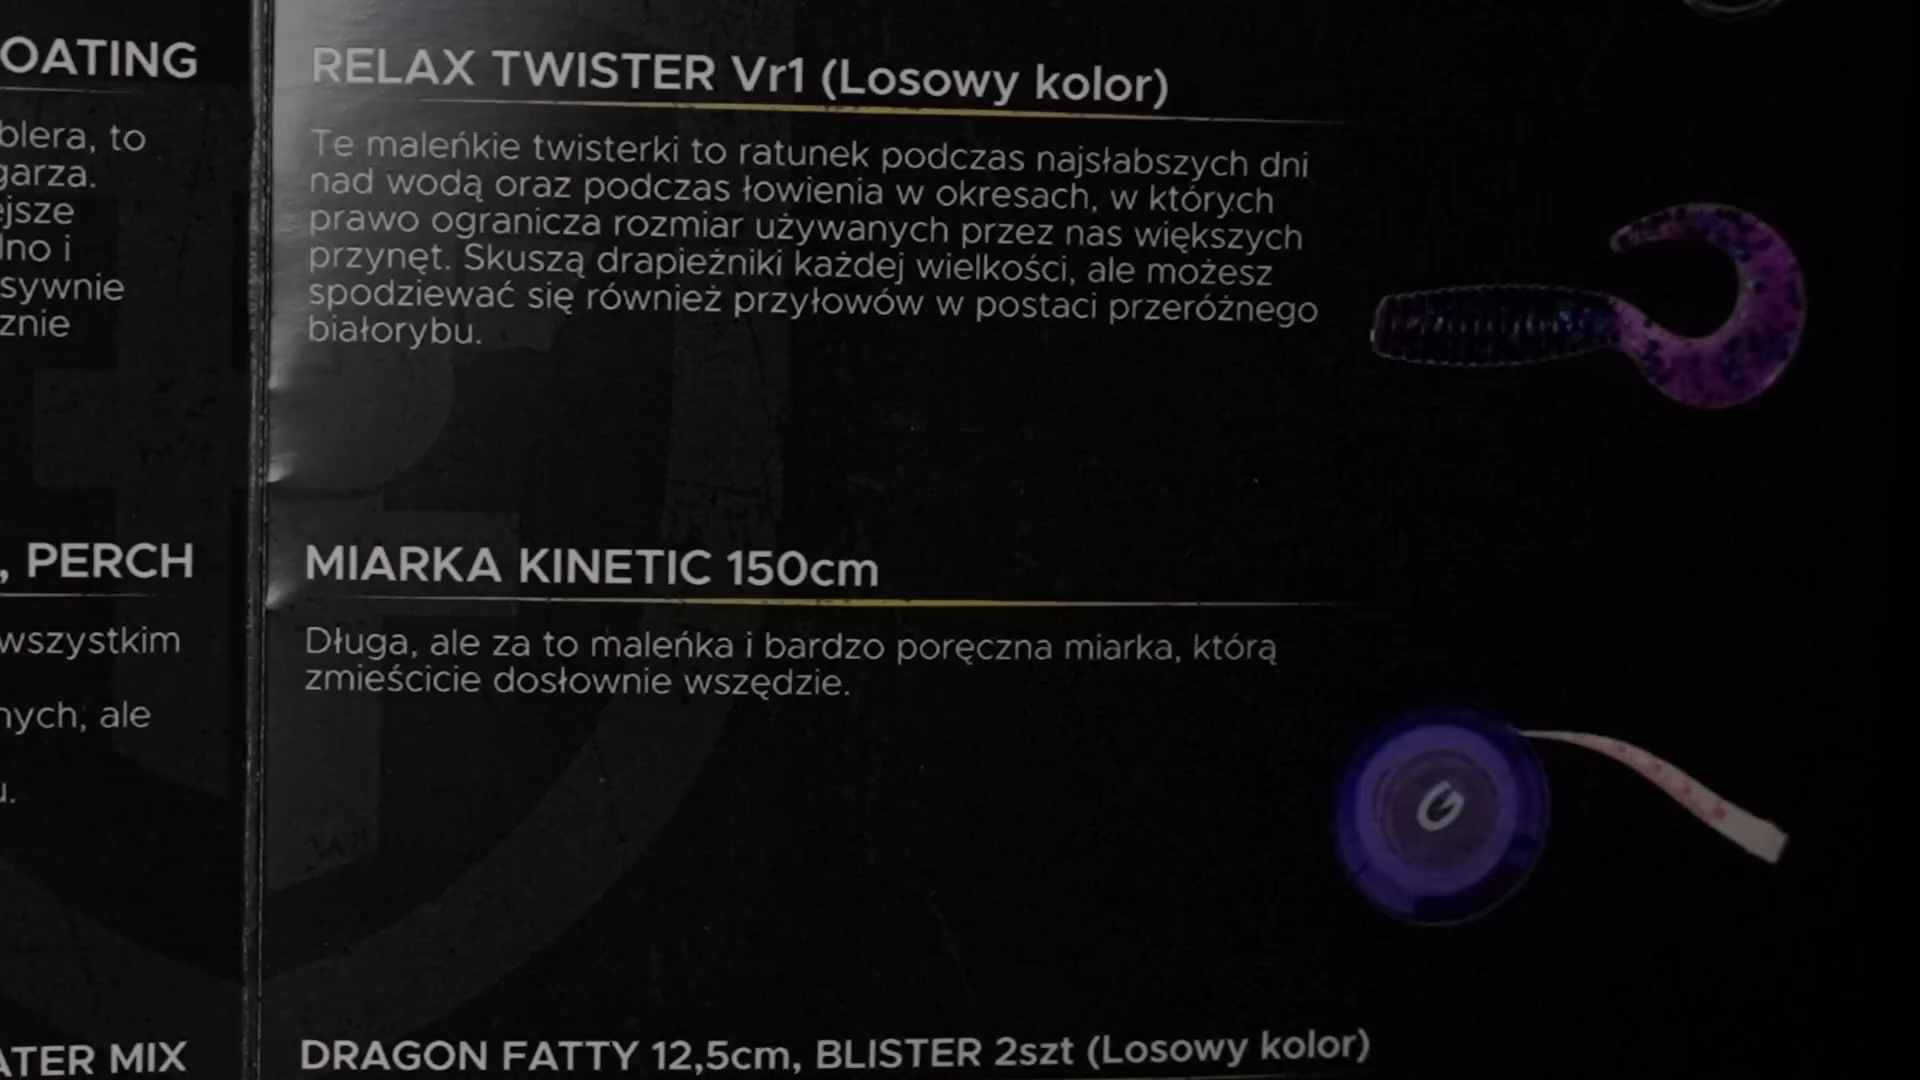 OATING
blera, to
garza.
ejsze
lno i
sywnie
znie
, PERCH
wszystkim
nych, ale
u.
ATER MIX
RELAX TWISTER Vr1 (Losowy kolor)
Te maleńkie twisterki to ratunek podczas najsłabszych dni
nad wodą oraz podczas łowienia w okresach, w których
prawo ogranicza rozmiar używanych przez nas większych
przynęt. Skuszą drapieżniki każdej wielkości, ale możesz
spodziewać się również przyłowów w postaci przeróżnego
białorybu.
MIARKA KINETIC 150cm
Długa, ale za to maleńka i bardzo poręczna miarka, którą
zmieścicie dosłownie wszędzie.
G
DRAGON FATTY 12,5cm, BLISTER 2szt (Losowy kolor)